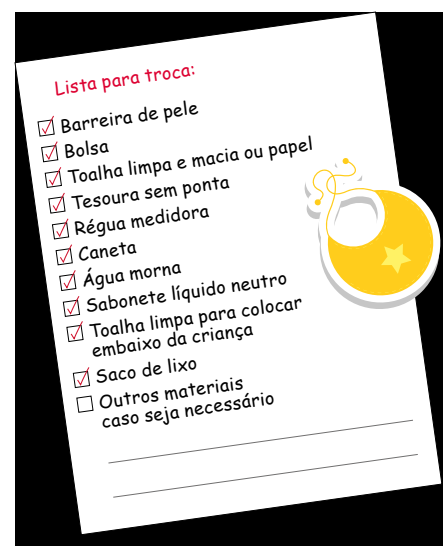 Lista para troca:
Barreira de pele
Bolsa
Toalha limpa e macia ou papel
Tesoura sem ponta
Régua medidora
Caneta
Água morna
Sabonete líquido neutro
Toalha limpa para colocar
embaixo da criança
Saco de lixo
Outros materiais
caso seja necessário